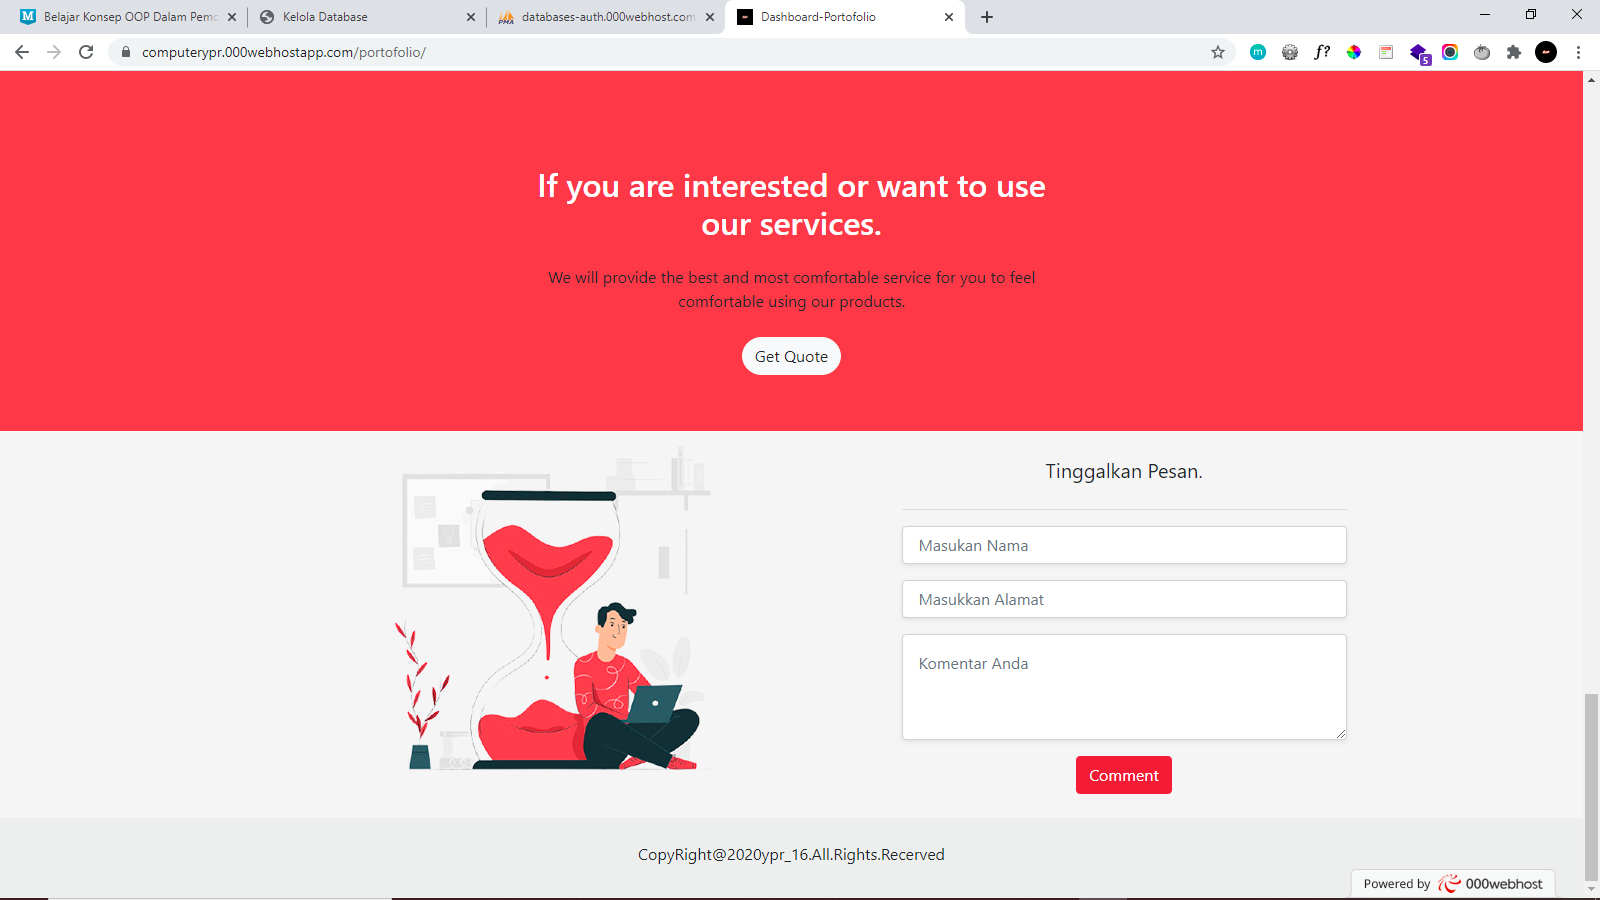 Belajar Konsep OOP Dalam Pemo
Kelola Database
databases-auth.000webhost.com
Dashboard-Portofolio
computerypr.000webhostapp.com/portofolio/
If you are interested or want to use
our services.
We will provide the best and most comfortable service for you to feel
comfortable using our products.
Get Quote
Tinggalkan Pesan.
Masukan Nama
Masukkan Alamat
Komentar Anda
Comment
CopyRight@2020ypr_16.All.Rights.Recerved
Powered by 000webhost